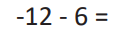 -12 - 6 =